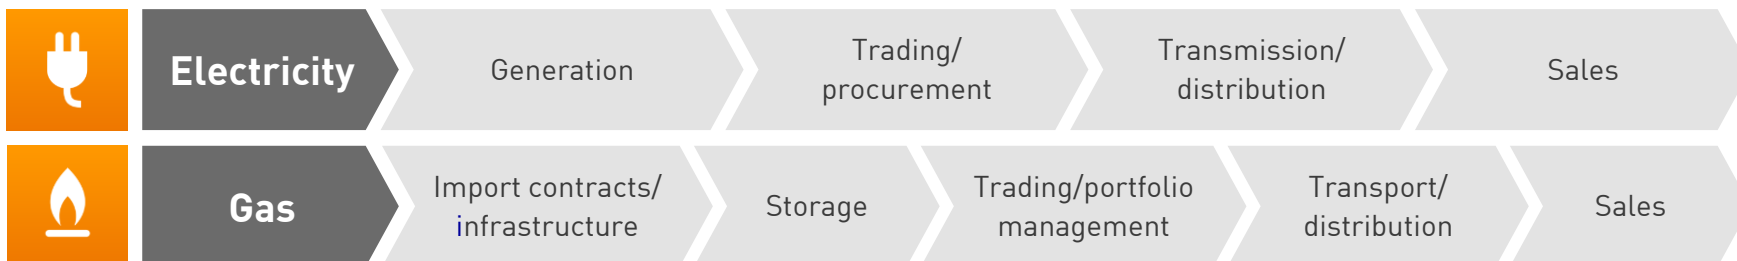 Electricity
Generation
Trading/
procurement
Transmission/
distribution
Sales
Gas
Import contracts/
infrastructure
Storage
Trading/portfolio
management
Transport/
distribution
Sales